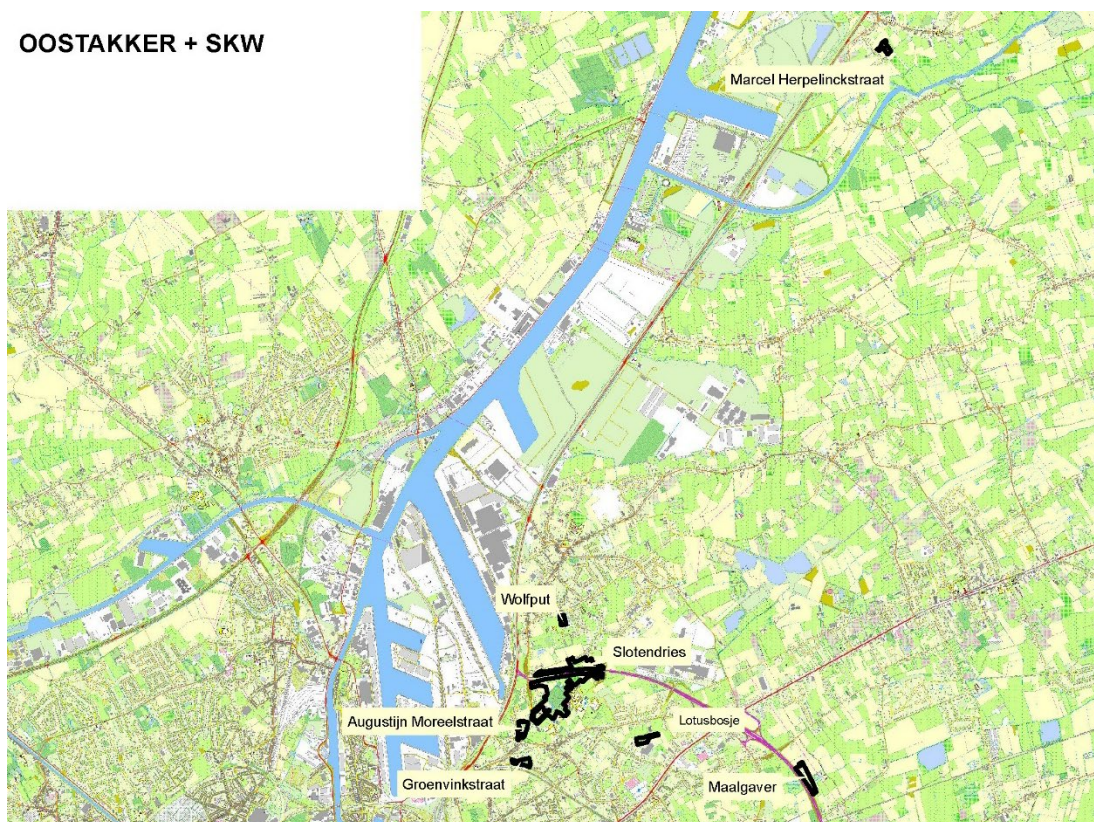 OOSTAKKER + SKW
Marcel Herpelinckstraat
Wolfput
Slotendries
Augustijn Moreelstraat
Lotusbosje
Groenvinkstraat
Maalgaver